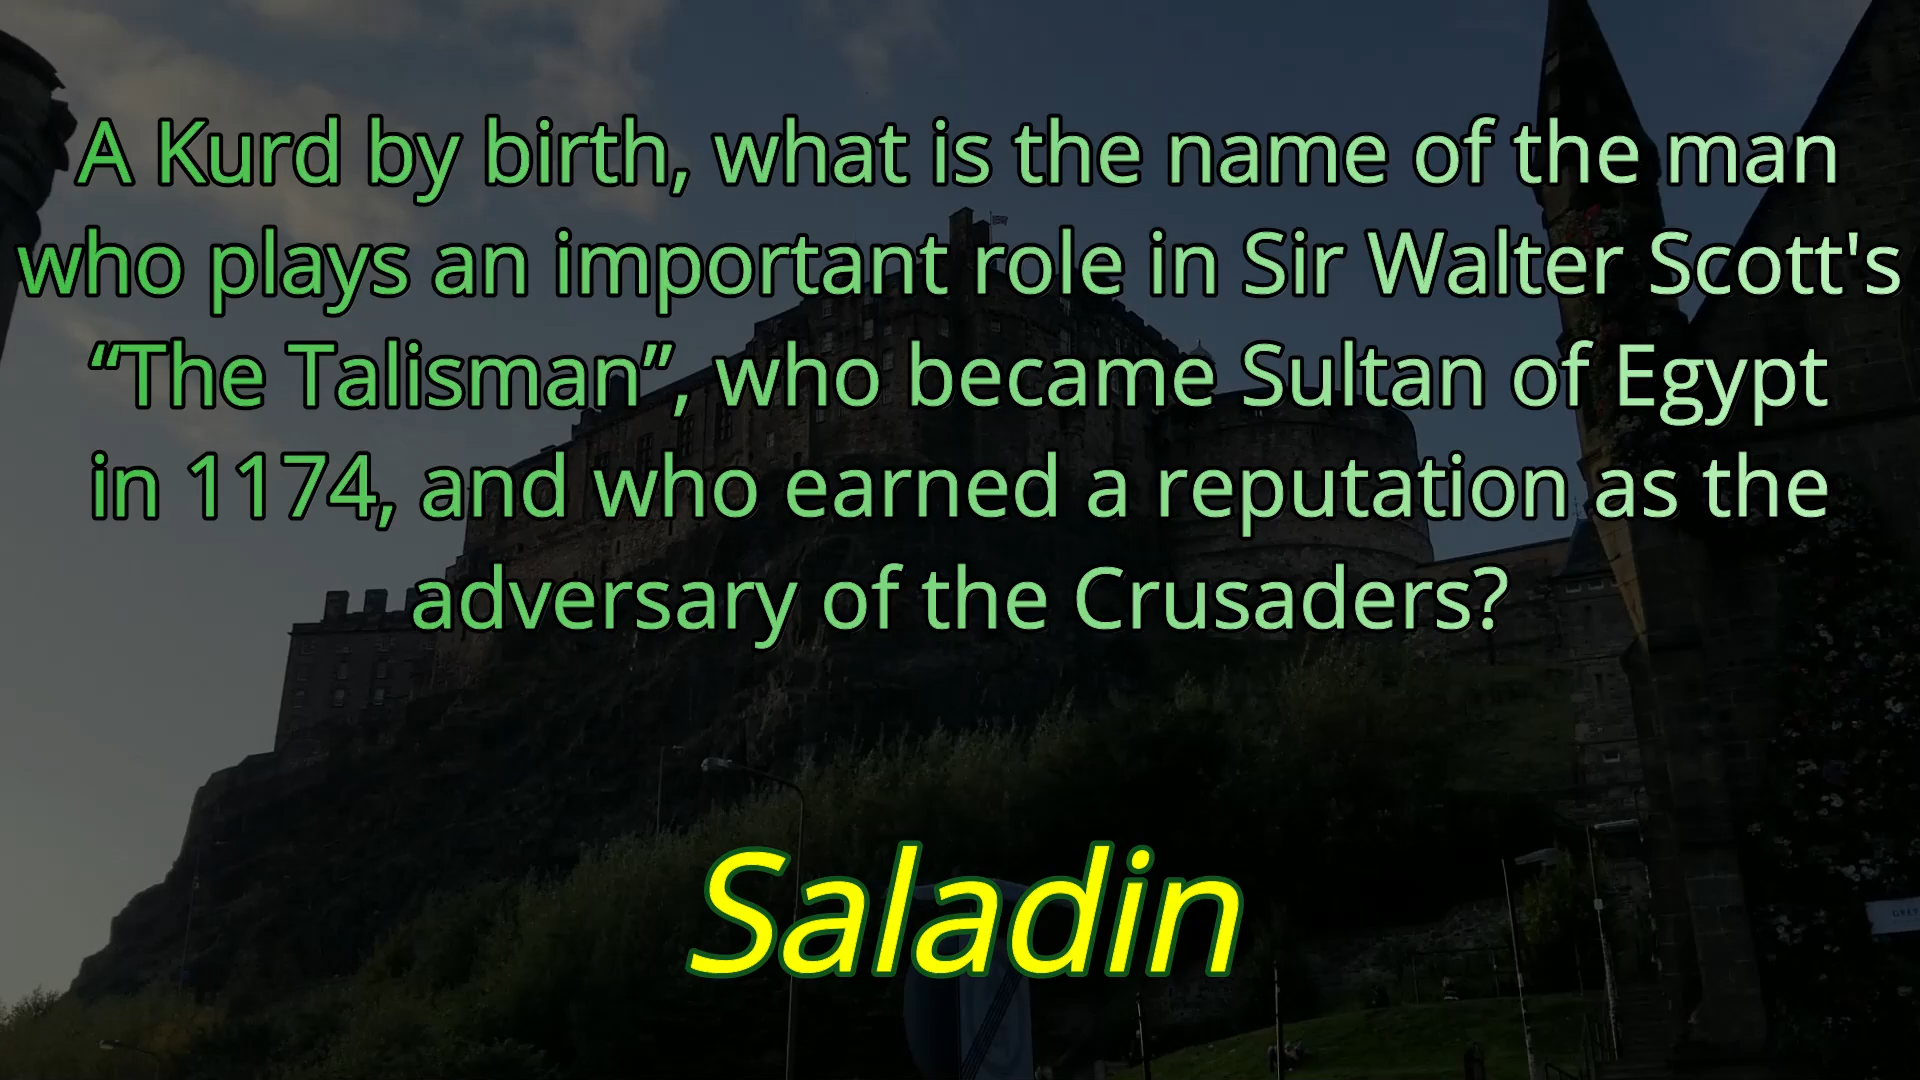 A Kurd by birth, what is the name of the man
who plays an important role in Sir Walter Scott's
“The Talisman”, who became Sultan of Egypt
in 1174, and who earned a reputation as the
adversary of the Crusaders?
Saladin